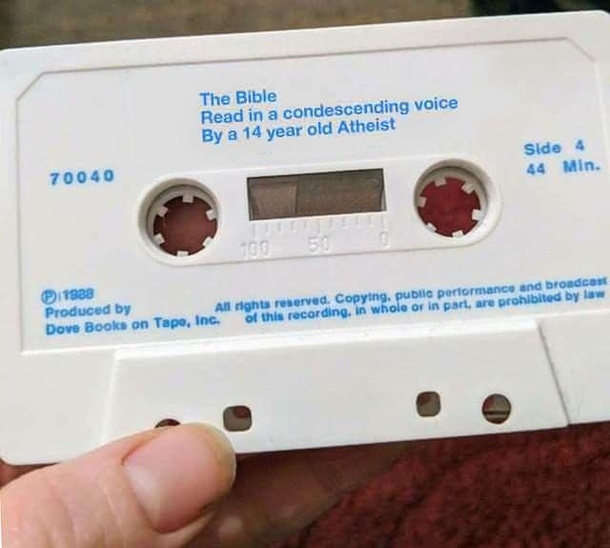 The Bible
Read in a condescending voice
By a 14 year old Atheist
70040
Side 4
44 Min.
100 50 0
Ⓟ1988
Produced by
Dove Books on Tape, Inc.
All rights reserved. Copying, public performance and broadcast
of this recording, in whole or in part, are prohibited by law